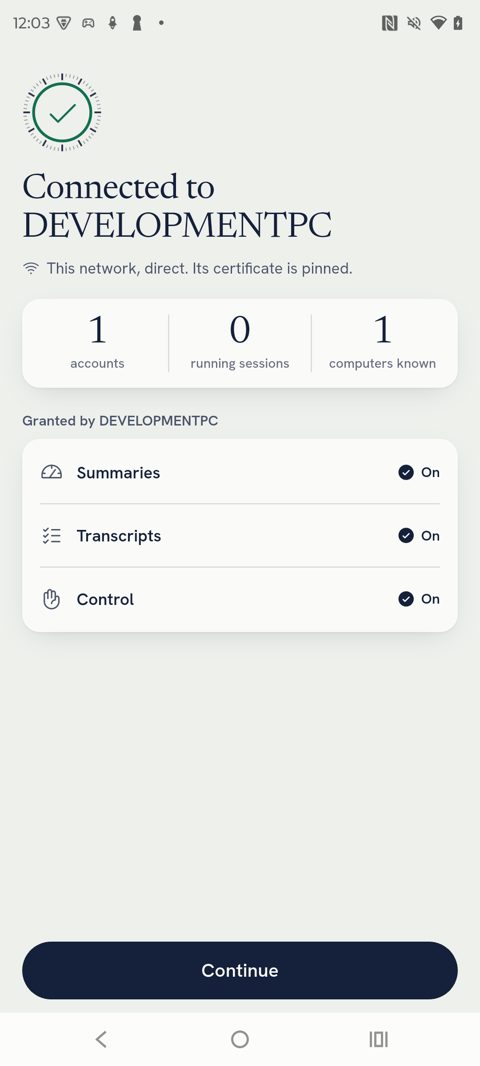 12:03
Connected to
DEVELOPMENTPC
This network, direct. Its certificate is pinned.
1 0 1
accounts running sessions computers known
Granted by DEVELOPMENTPC
Summaries On
Transcripts On
Control On
Continue